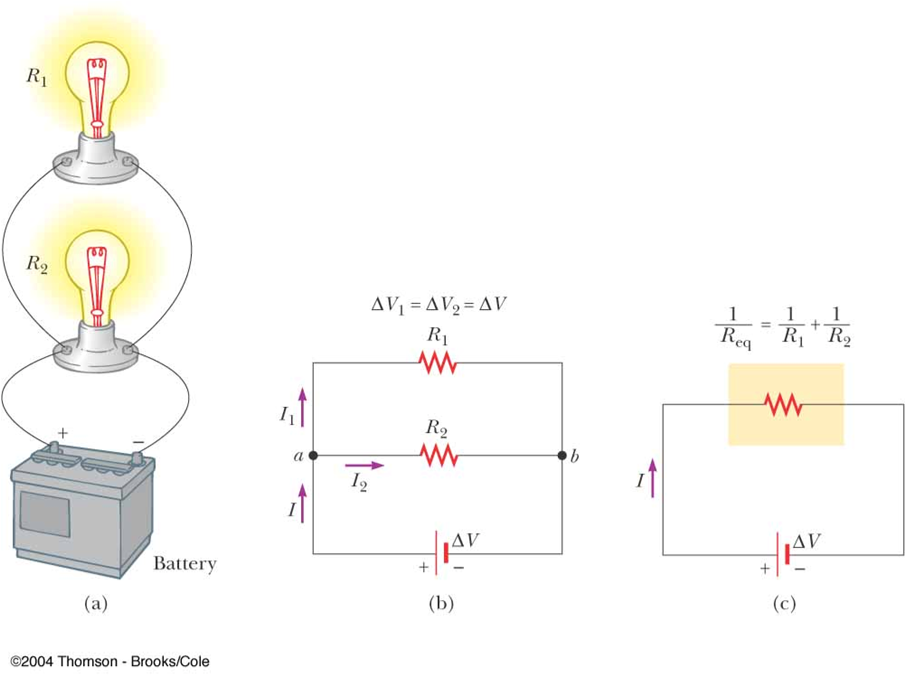 R₁
R₂
+ −
Battery
(a)
ΔV₁ = ΔV₂ = ΔV
R₁
I₁
R₂
a b
I₂
I
ΔV
+ −
(b)
1/R_eq = 1/R₁ + 1/R₂
I
ΔV
+ −
(c)
©2004 Thomson - Brooks/Cole